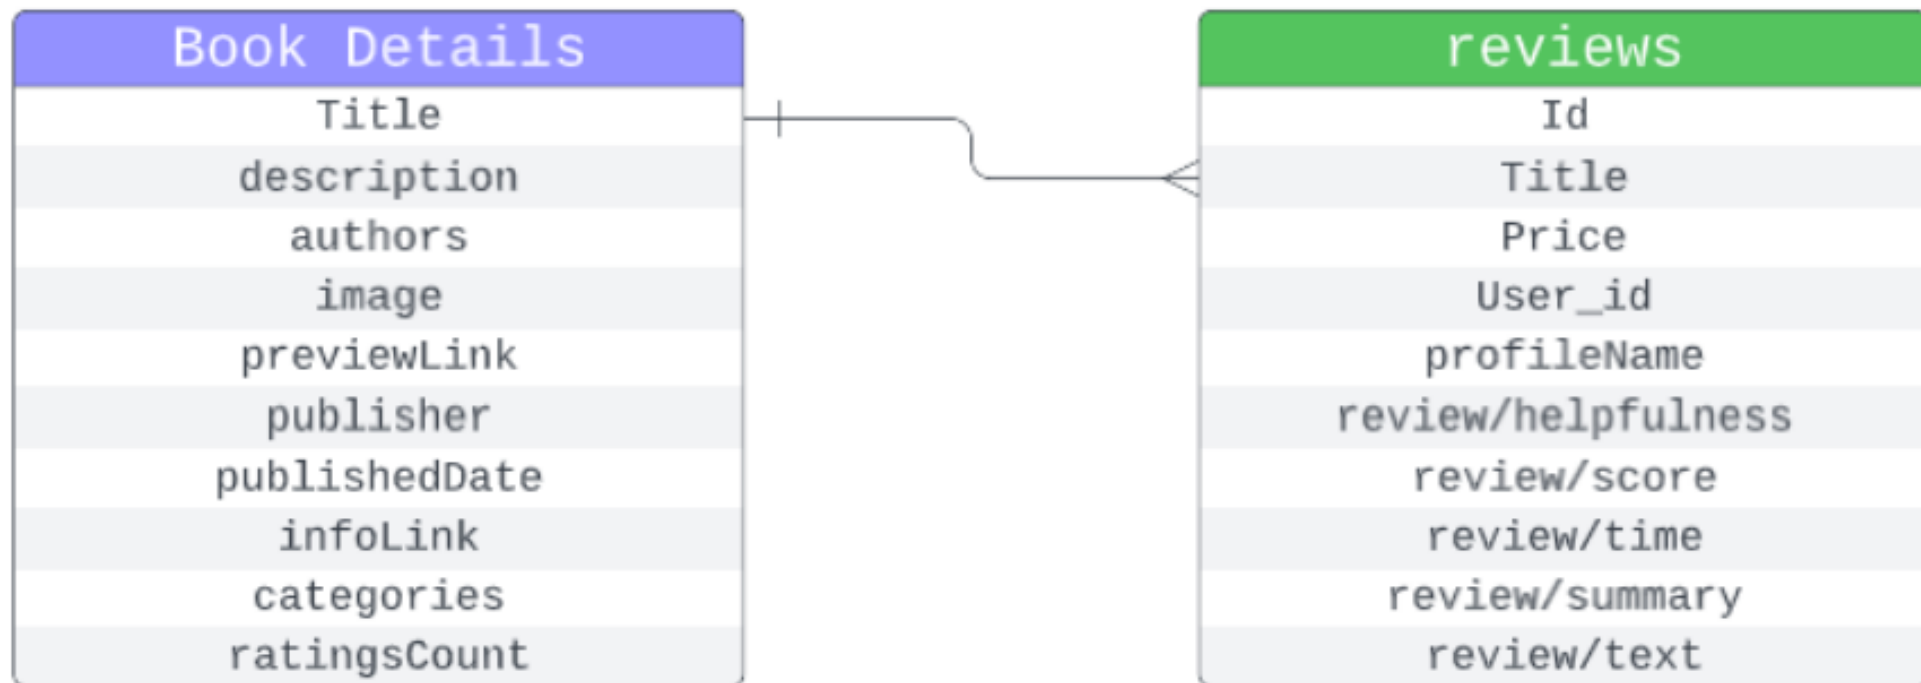 Book Details
Title
description
authors
image
previewLink
publisher
publishedDate
infoLink
categories
ratingsCount
reviews
Id
Title
Price
User_id
profileName
review/helpfulness
review/score
review/time
review/summary
review/text